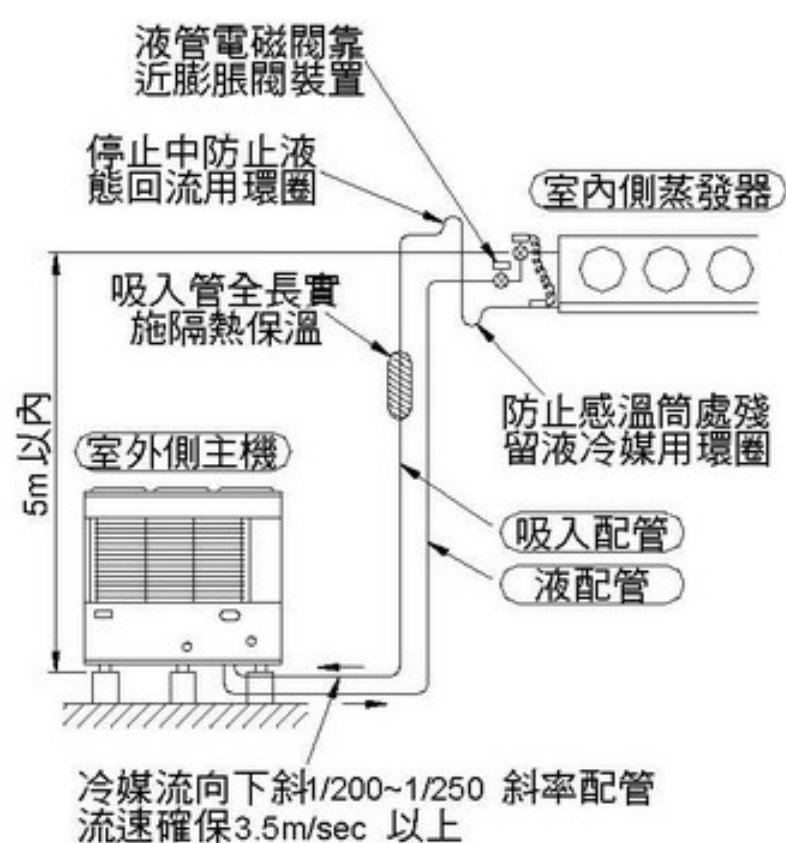 液管電磁閥靠
近膨脹閥裝置
停止中防止液
態回流用環圈
室內側蒸發器
吸入管全長實
施隔熱保溫
5m以內
室外側主機
防止感溫筒處殘
留液冷媒用環圈
吸入配管
液配管
冷媒流向下斜1/200~1/250 斜率配管
流速確保3.5m/sec 以上